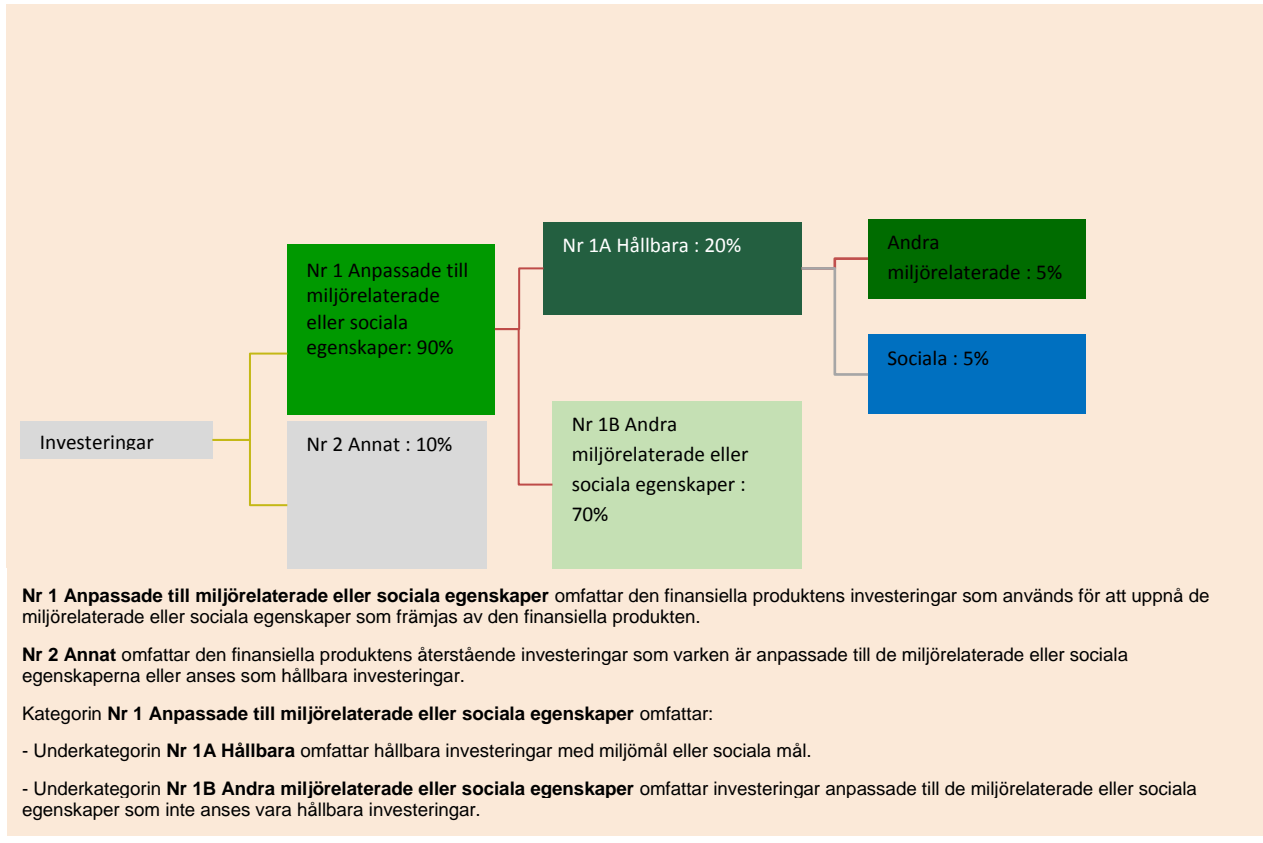 Nr 1A Hållbara : 20%
Andra
miljörelaterade : 5%
Nr 1 Anpassade till
miljörelaterade
eller sociala
egenskaper: 90%
Sociala : 5%
Investeringar
Nr 2 Annat : 10%
Nr 1B Andra
miljörelaterade eller
sociala egenskaper :
70%
Nr 1 Anpassade till miljörelaterade eller sociala egenskaper omfattar den finansiella produktens investeringar som används för att uppnå de
miljörelaterade eller sociala egenskaper som främjas av den finansiella produkten.
Nr 2 Annat omfattar den finansiella produktens återstående investeringar som varken är anpassade till de miljörelaterade eller sociala
egenskaperna eller anses som hållbara investeringar.
Kategorin Nr 1 Anpassade till miljörelaterade eller sociala egenskaper omfattar:
- Underkategorin Nr 1A Hållbara omfattar hållbara investeringar med miljömål eller sociala mål.
- Underkategorin Nr 1B Andra miljörelaterade eller sociala egenskaper omfattar investeringar anpassade till de miljörelaterade eller sociala
egenskaper som inte anses vara hållbara investeringar.